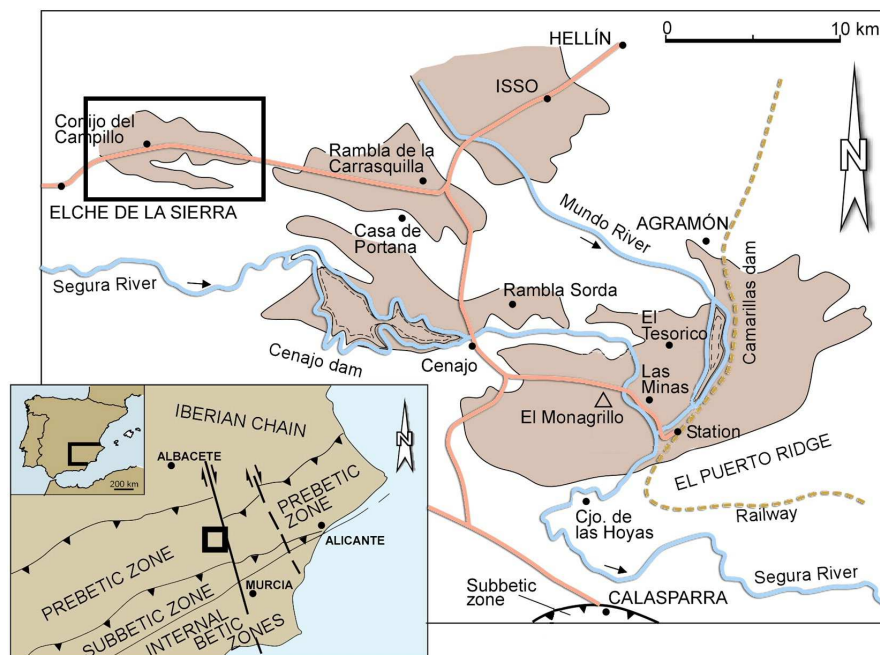 0 10 km
HELLÍN
ISSO
N
Conijo del
Campillo
Rambla de la
Carrasquilla
ELCHE DE LA SIERRA
Casa de
Portana
Mundo River
AGRAMÓN
Segura River
Rambla Sorda
Camarillas dam
El
Tesorico
Cenajo dam
Cenajo
Las
Minas
El Monagrillo
Station
EL PUERTO RIDGE
Cjo. de
las Hoyas
Railway
Segura River
Subbetic
zone
CALASPARRA
200 km
IBERIAN CHAIN
N
ALBACETE
PREBETIC
ZONE
ALICANTE
PREBETIC ZONE
MURCIA
SUBBETIC ZONE
INTERNAL
BETIC ZONES